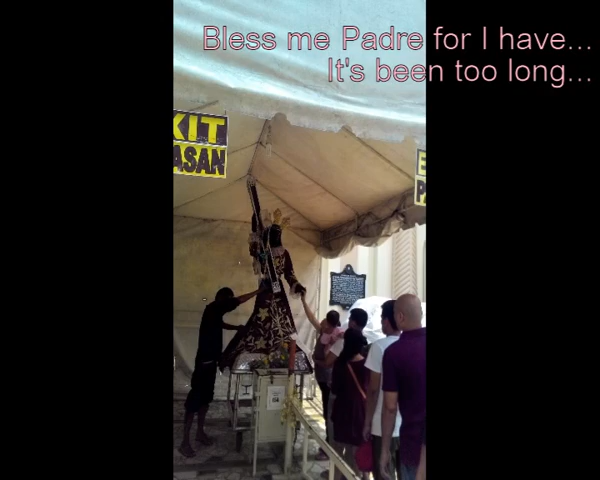 Bless me Padre for I have...
It's been too long...
KIT
ASAN
E
P